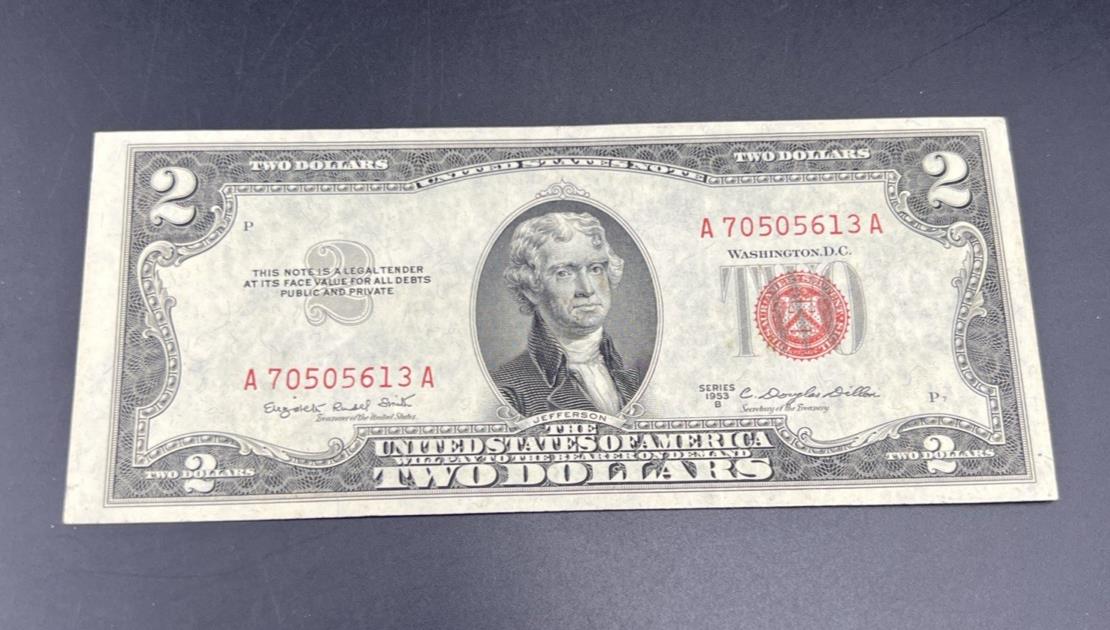 TWO DOLLARS
UNITED STATES NOTE
TWO DOLLARS
2
2
P
A 70505613 A
WASHINGTON, D.C.
2
THIS NOTE IS A LEGAL TENDER
AT ITS FACE VALUE FOR ALL DEBTS
PUBLIC AND PRIVATE
TWO
A 70505613 A
Elizabeth Rudel Smith
Treasurer of the United States
SERIES
1953
B
C. Douglas Dillon
Secretary of the Treasury
P
JEFFERSON
THE
UNITED STATES OF AMERICA
WILL PAY TO THE BEARER ON DEMAND
TWO DOLLARS
TWO 2 DOLLARS
TWO 2 DOLLARS